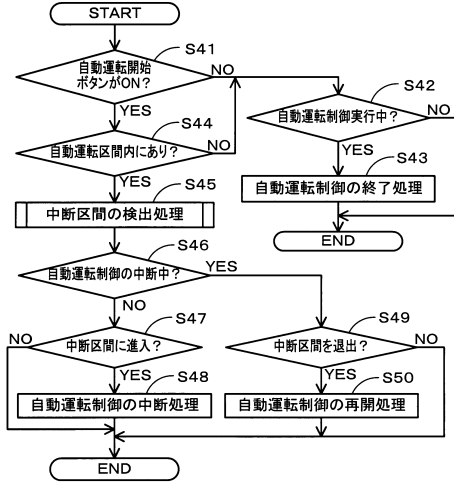 START
S41
自動運転開始
ボタンがON?
NO
YES
S42
自動運転制御実行中?
NO
YES
S43
自動運転制御の終了処理
END
S44
自動運転区間内にあり?
NO
YES
S45
中断区間の検出処理
S46
自動運転制御の中断中?
YES
NO
S47
中断区間に進入?
NO
YES
S48
自動運転制御の中断処理
S49
中断区間を退出?
NO
YES
S50
自動運転制御の再開処理
END